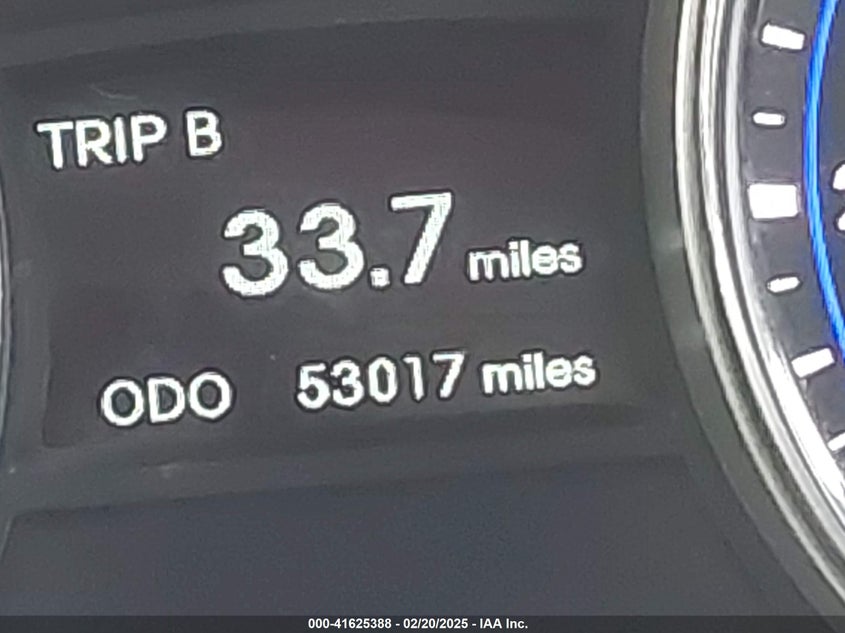 TRIP B
33.7 miles
ODO 53017 miles
000-41625388 - 02/20/2025 - IAA Inc.